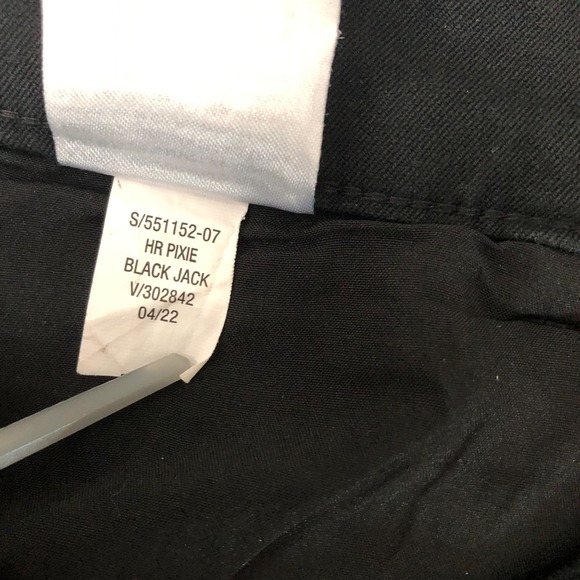 S/551152-07
HR PIXIE
BLACK JACK
V/302842
04/22